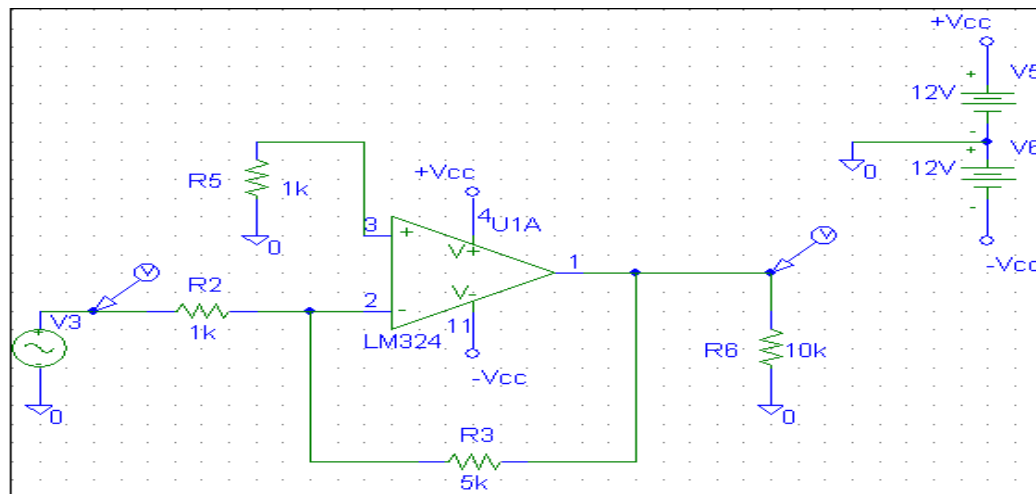 +Vcc
V5
+
12V
-
V6
0
+
12V
-
-Vcc
R5
1k
0
+Vcc
4
U1A
3
+
V+
1
V
2
-
V-
11
LM324
-Vcc
V
R2
1k
V3
+
-
0
R6
10k
0
R3
5k